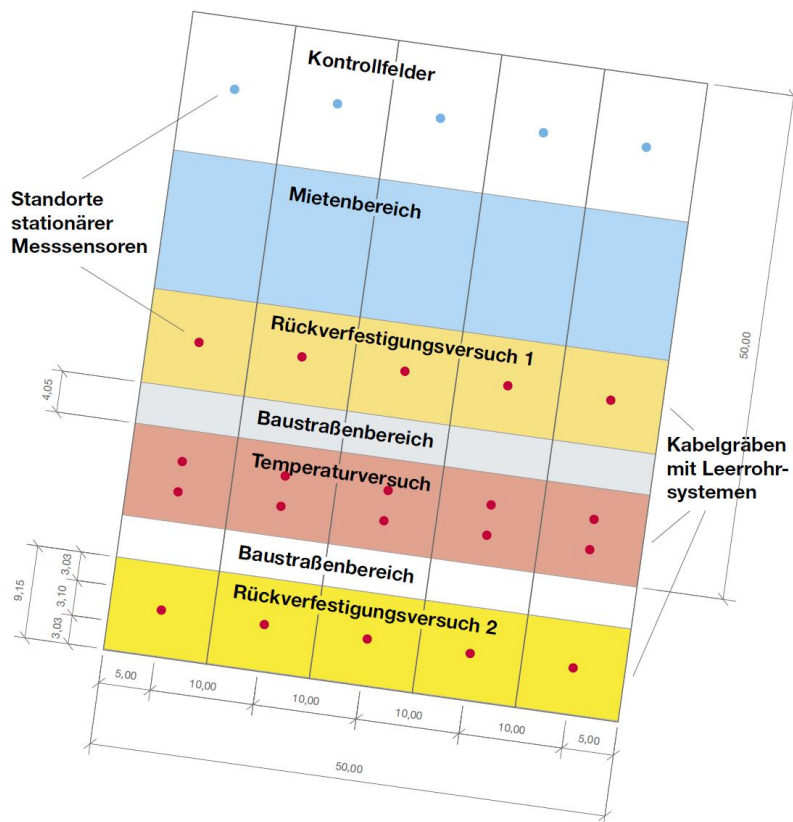 Kontrollfelder
Standorte
stationärer
Messsensoren
Mietenbereich
Rückverfestigungsversuch 1
50,00
4,05
Baustraßenbereich
Temperaturversuch
Kabelgräben
mit Leerrohr-
systemen
Baustraßenbereich
Rückverfestigungsversuch 2
9,15
3,03
3,10
3,03
5,00
10,00
10,00
10,00
10,00
5,00
50,00